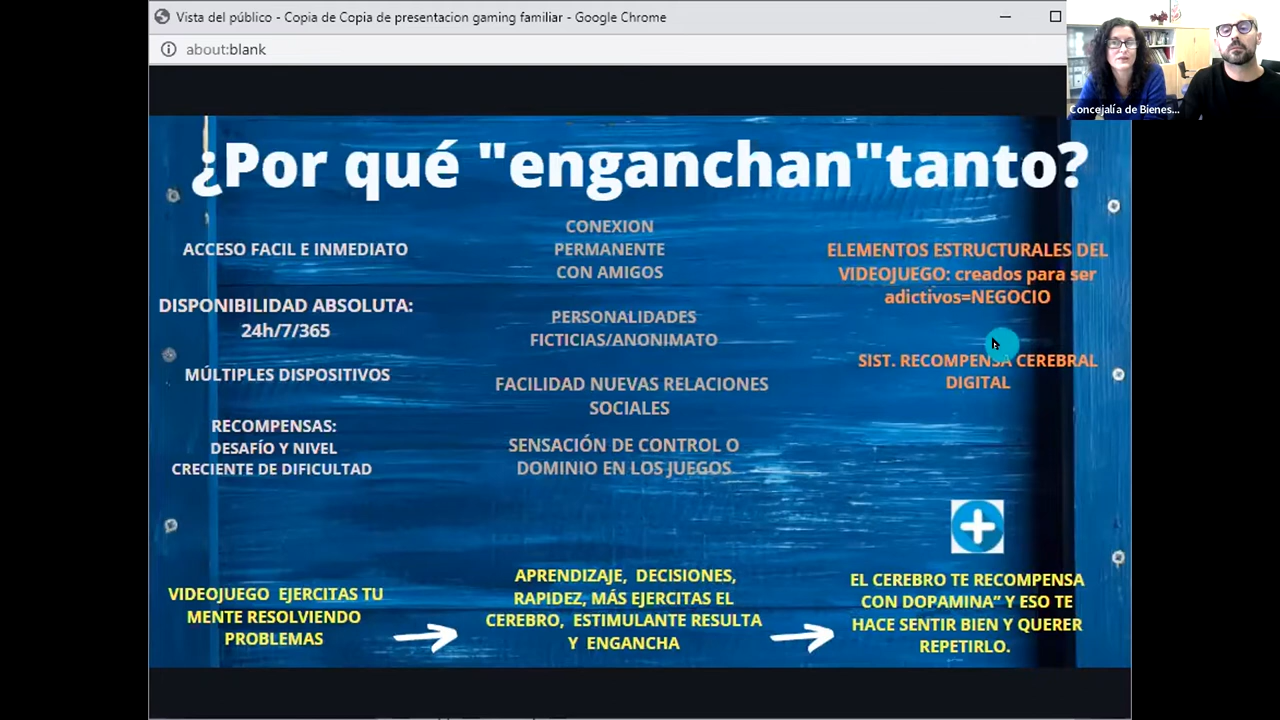 Vista del público - Copia de Copia de presentacion gaming familiar - Google Chrome
about:blank
Concejalía de Bienes...
¿Por qué "enganchan"tanto?
ACCESO FACIL E INMEDIATO
DISPONIBILIDAD ABSOLUTA:
24h/7/365
MÚLTIPLES DISPOSITIVOS
RECOMPENSAS:
DESAFÍO Y NIVEL
CRECIENTE DE DIFICULTAD
CONEXION
PERMANENTE
CON AMIGOS
PERSONALIDADES
FICTICIAS/ANONIMATO
FACILIDAD NUEVAS RELACIONES
SOCIALES
SENSACIÓN DE CONTROL O
DOMINIO EN LOS JUEGOS
ELEMENTOS ESTRUCTURALES DEL
VIDEOJUEGO: creados para ser
adictivos=NEGOCIO
SIST. RECOMPENSA CEREBRAL
DIGITAL
VIDEOJUEGO EJERCITAS TU
MENTE RESOLVIENDO
PROBLEMAS
APRENDIZAJE, DECISIONES,
RAPIDEZ, MÁS EJERCITAS EL
CEREBRO, ESTIMULANTE RESULTA
Y ENGANCHA
EL CEREBRO TE RECOMPENSA
CON DOPAMINA” Y ESO TE
HACE SENTIR BIEN Y QUERER
REPETIRLO.